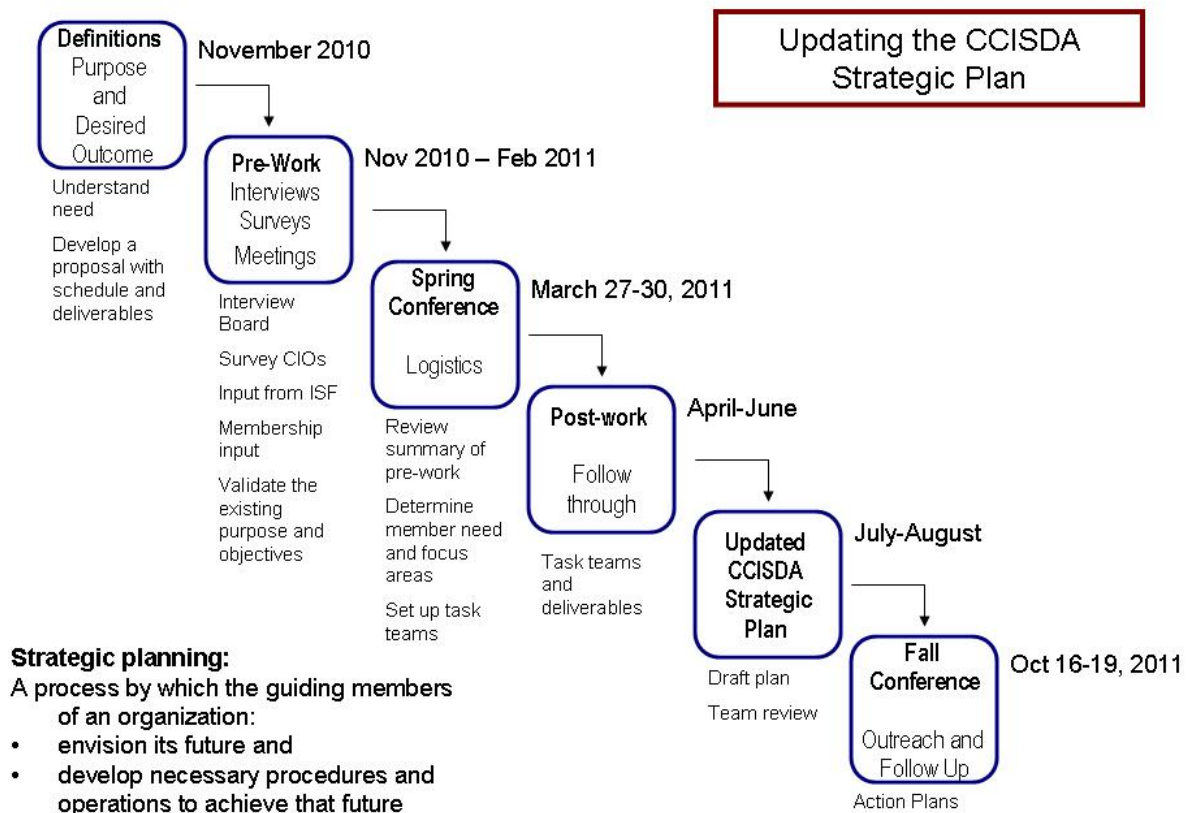 Updating the CCISDA
Strategic Plan
Definitions
Purpose
and
Desired
Outcome
November 2010
Understand
need
Develop a
proposal with
schedule and
deliverables
Pre-Work
Interviews
Surveys
Meetings
Nov 2010 – Feb 2011
Interview
Board
Survey CIOs
Input from ISF
Membership
input
Validate the
existing
purpose and
objectives
Spring
Conference
Logistics
March 27-30, 2011
Review
summary of
pre-work
Determine
member need
and focus
areas
Set up task
teams
Post-work
Follow
through
April-June
Task teams
and
deliverables
Updated
CCISDA
Strategic
Plan
July-August
Draft plan
Team review
Fall
Conference
Outreach and
Follow Up
Oct 16-19, 2011
Action Plans
Strategic planning:
A process by which the guiding members
of an organization:
• envision its future and
• develop necessary procedures and
operations to achieve that future